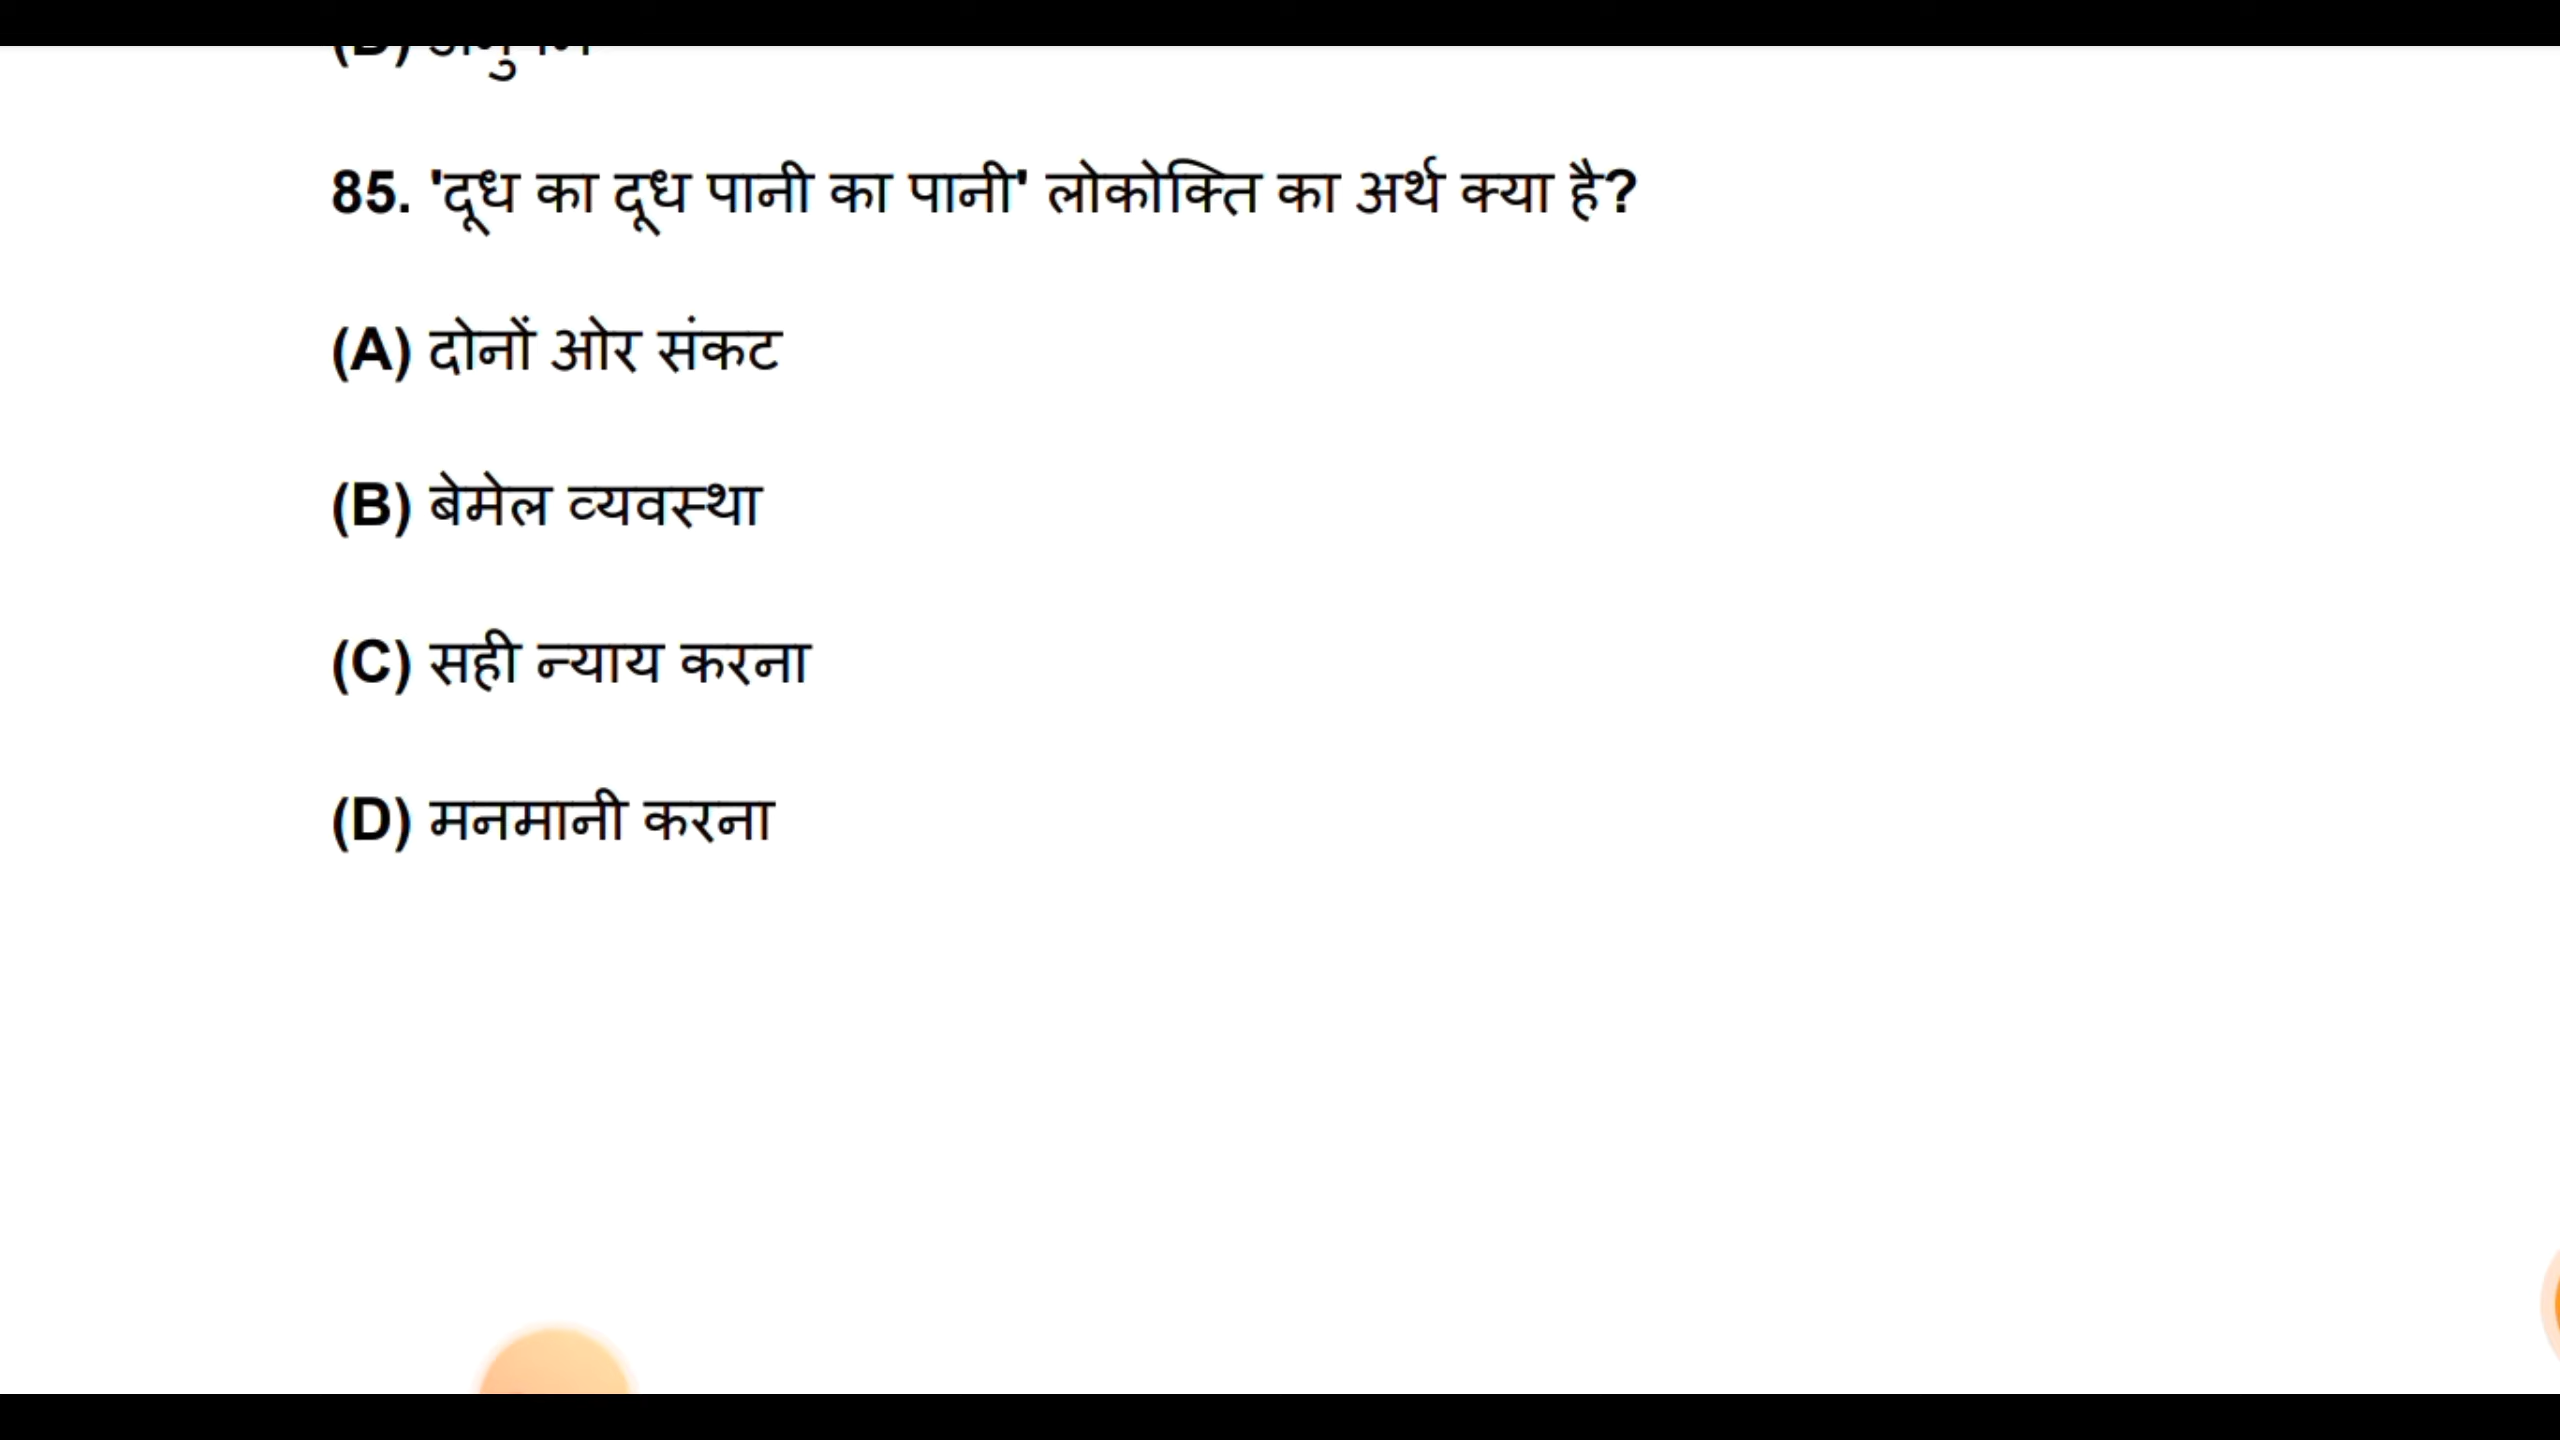 85. 'दूध का दूध पानी का पानी' लोकोक्ति का अर्थ क्या है?
(A) दोनों ओर संकट
(B) बेमेल व्यवस्था
(C) सही न्याय करना
(D) मनमानी करना